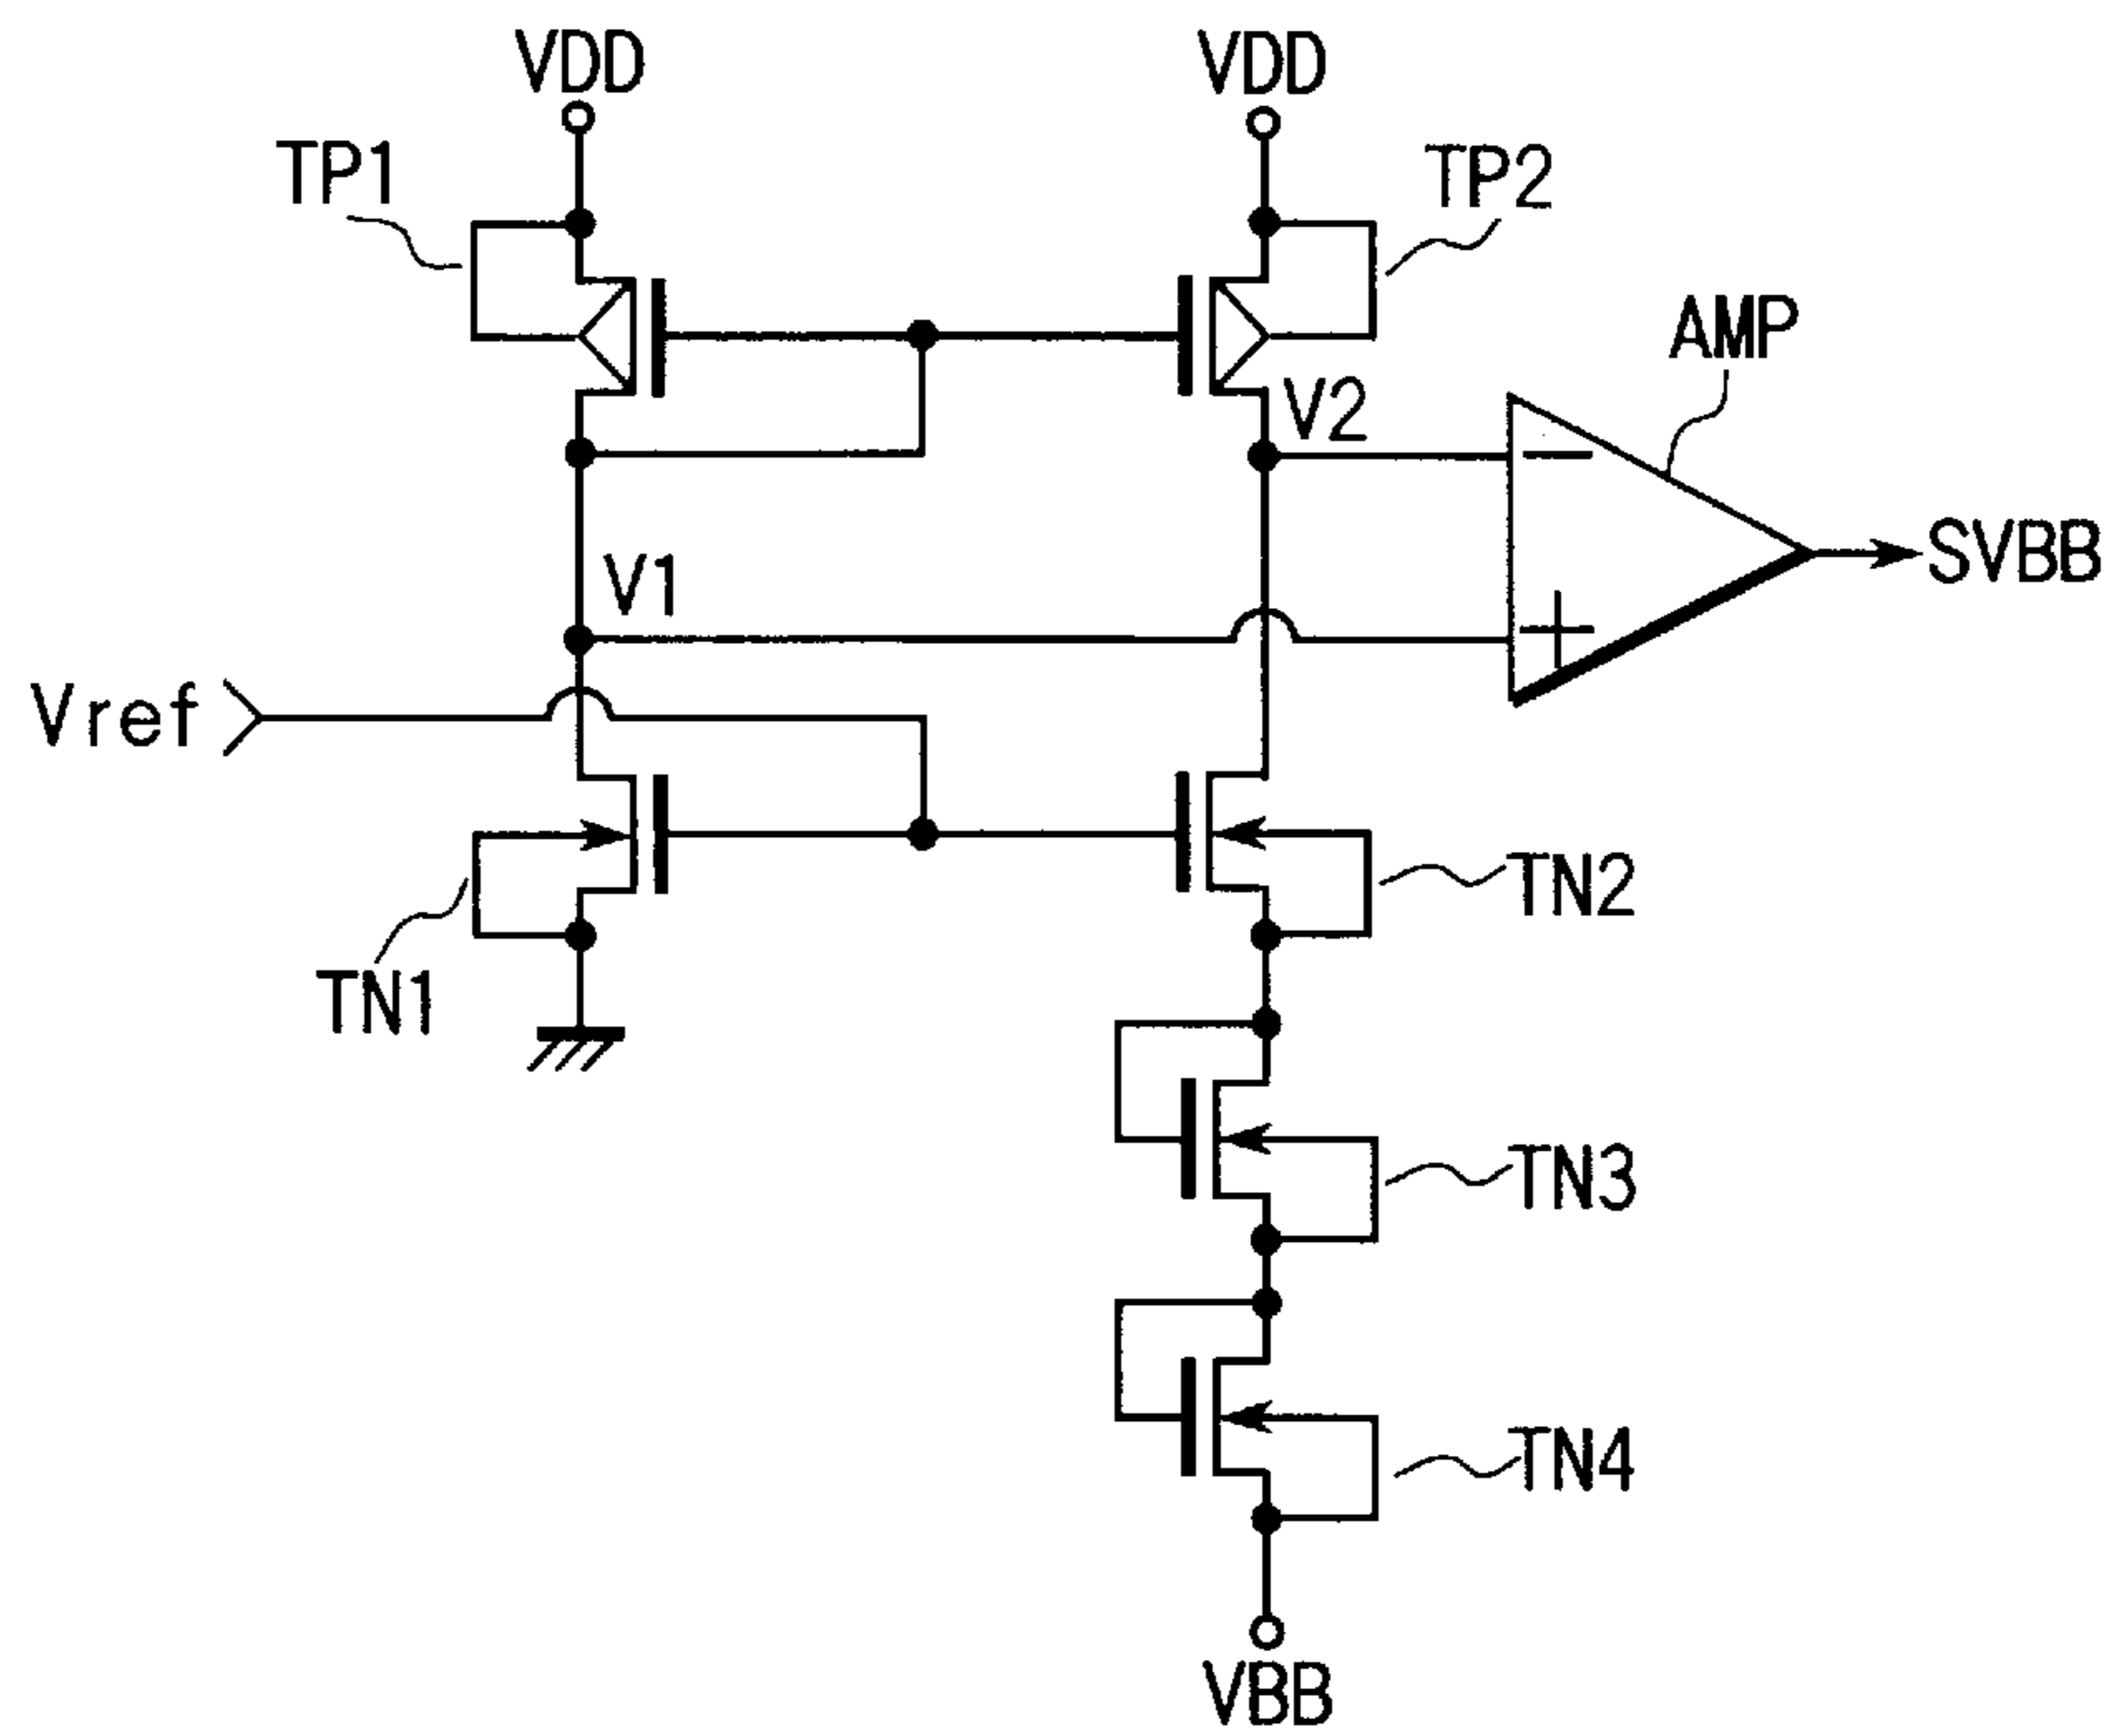 VDD
VDD
TP1
TP2
AMP
V2
−
SVBB
V1
+
Vref
TN2
TN1
TN3
TN4
VBB